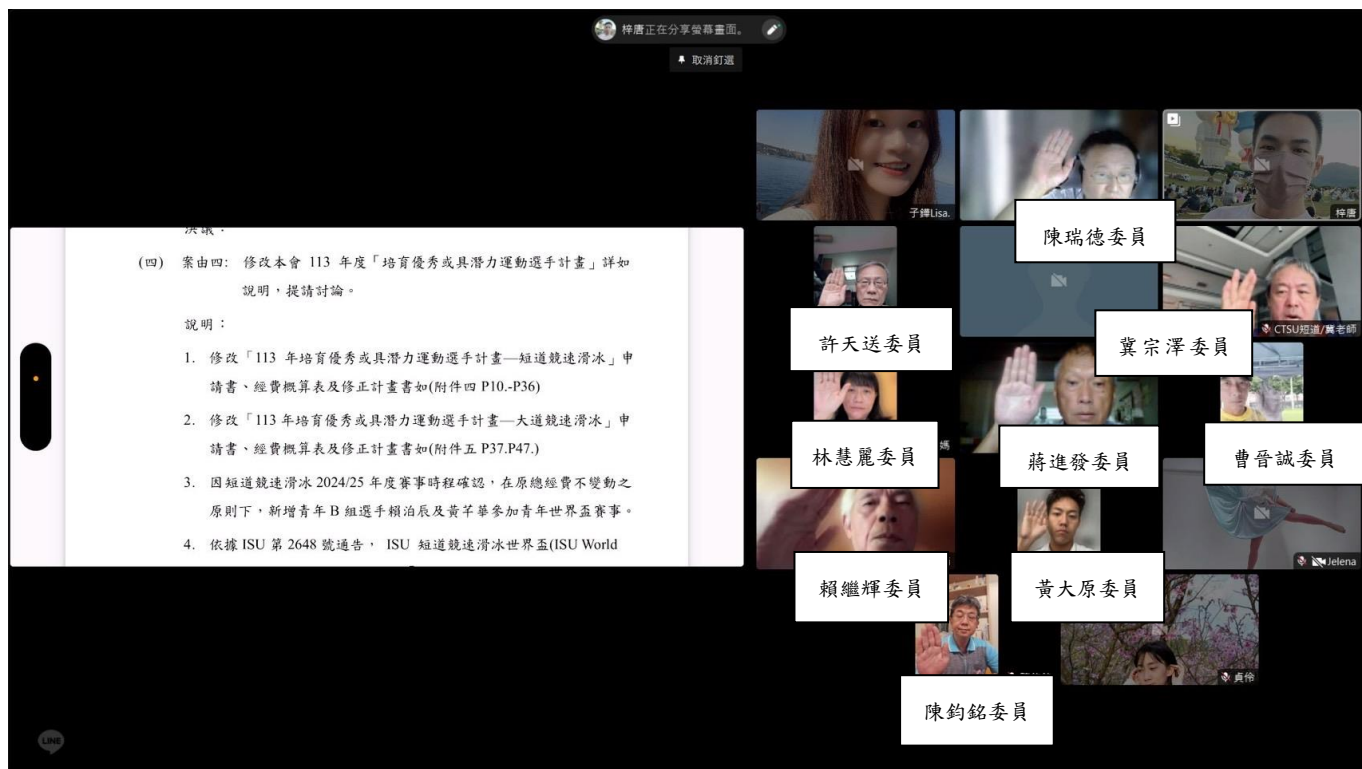 梓唐正在分享螢幕畫面。
取消釘選
決議：
(四) 案由四: 修改本會 113 年度「培育優秀或具潛力運動選手計畫」詳如
說明，提請討論。
說明：
1. 修改「113 年培育優秀或具潛力運動選手計畫—短道競速滑冰」申
請書、經費概算表及修正計畫書如(附件四 P10.-P36)
2. 修改「113年培育優秀或具潛力運動選手計畫—大道競速滑冰」申
請書、經費概算表及修正計畫書如(附件五 P37.P47.)
3. 因短道競速滑冰 2024/25 年度賽事時程確認，在原總經費不變動之
原則下，新增青年 B 組選手賴泊辰及黃芊華參加青年世界盃賽事。
4. 依據 ISU 第 2648 號通告， ISU 短道競速滑冰世界盃(ISU World
子鏵Lisa.
梓唐
陳瑞德委員
CTSU短道/冀老師
許天送委員
冀宗澤委員
媽
林慧麗委員
蔣進發委員
曹晉誠委員
Jelena
賴繼輝委員
黃大原委員
貞伶
陳鈞銘委員
LINE